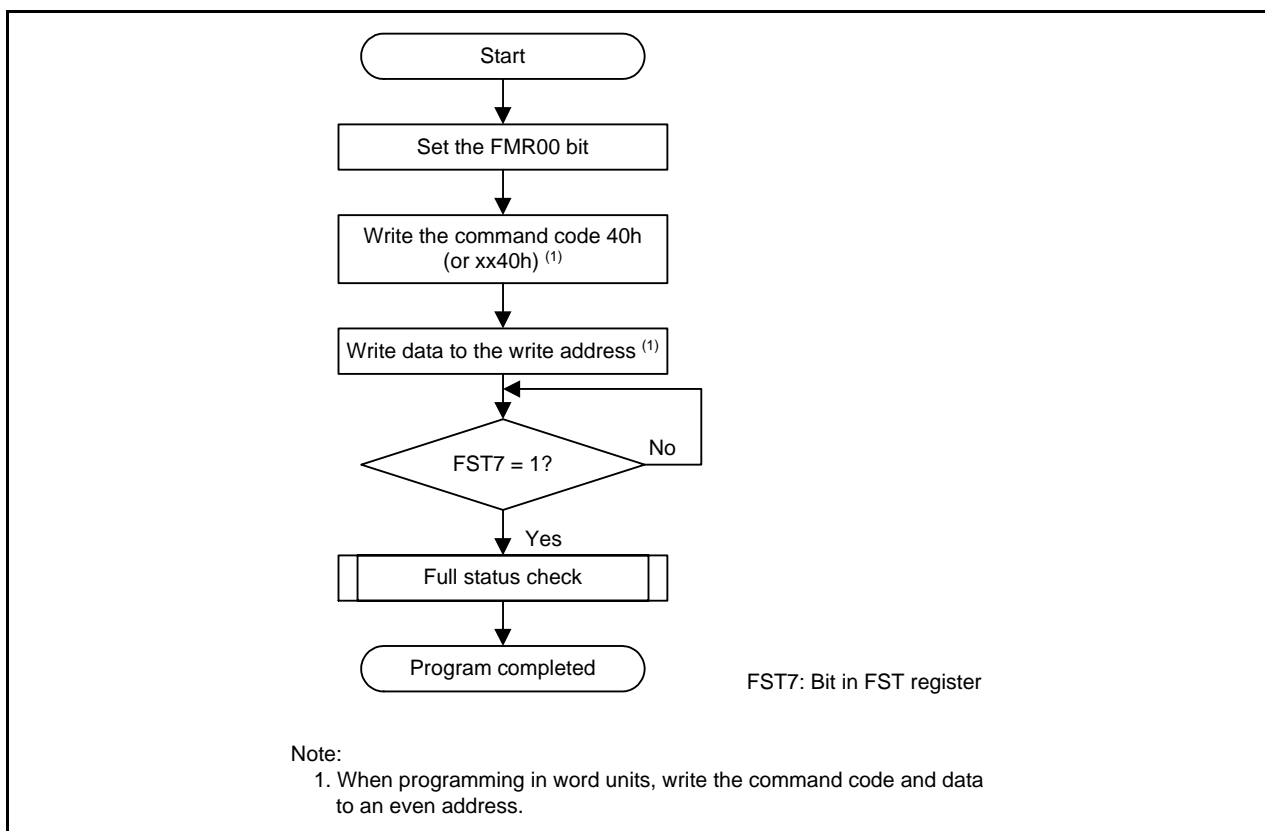 Start
Set the FMR00 bit
Write the command code 40h
(or xx40h) (1)
Write data to the write address (1)
FST7 = 1?
No
Yes
Full status check
Program completed
FST7: Bit in FST register
Note:
1. When programming in word units, write the command code and data
to an even address.